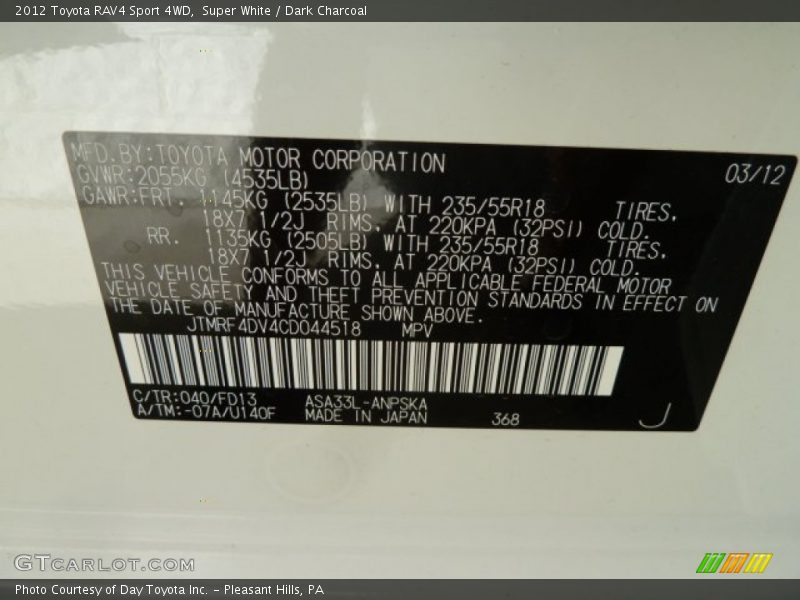 2012 Toyota RAV4 Sport 4WD, Super White / Dark Charcoal
MFD.BY:TOYOTA MOTOR CORPORATION 03/12
GVWR:2055KG (4535LB)
GAWR:FRT. 1145KG (2535LB) WITH 235/55R18 TIRES,
18X7 1/2J RIMS, AT 220KPA (32PSI) COLD.
RR. 1135KG (2505LB) WITH 235/55R18 TIRES,
18X7 1/2J RIMS, AT 220KPA (32PSI) COLD.
THIS VEHICLE CONFORMS TO ALL APPLICABLE FEDERAL MOTOR
VEHICLE SAFETY AND THEFT PREVENTION STANDARDS IN EFFECT ON
THE DATE OF MANUFACTURE SHOWN ABOVE.
JTMRF4DV4CD044518 MPV
C/TR:040/FD13 ASA33L-ANPSKA
A/TM:-07A/U140F MADE IN JAPAN 368 J
GTCARLOT.COM
Photo Courtesy of Day Toyota Inc. - Pleasant Hills, PA